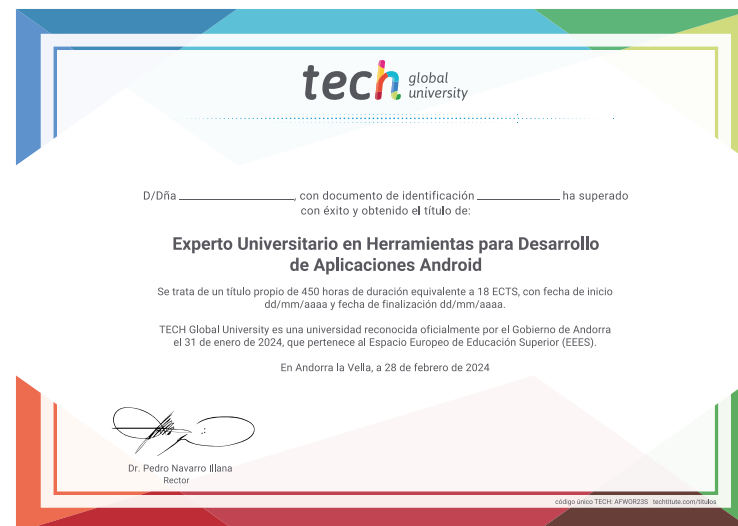 tech global university
D/Dña ______________, con documento de identificación ______________ ha superado
con éxito y obtenido el título de:
Experto Universitario en Herramientas para Desarrollo
de Aplicaciones Android
Se trata de un título propio de 450 horas de duración equivalente a 18 ECTS, con fecha de inicio
dd/mm/aaaa y fecha de finalización dd/mm/aaaa.
TECH Global University es una universidad reconocida oficialmente por el Gobierno de Andorra
el 31 de enero de 2024, que pertenece al Espacio Europeo de Educación Superior (EEES).
En Andorra la Vella, a 28 de febrero de 2024
Dr. Pedro Navarro Illana
Rector
código único TECH: AFWOR23S techtitute.com/titulos